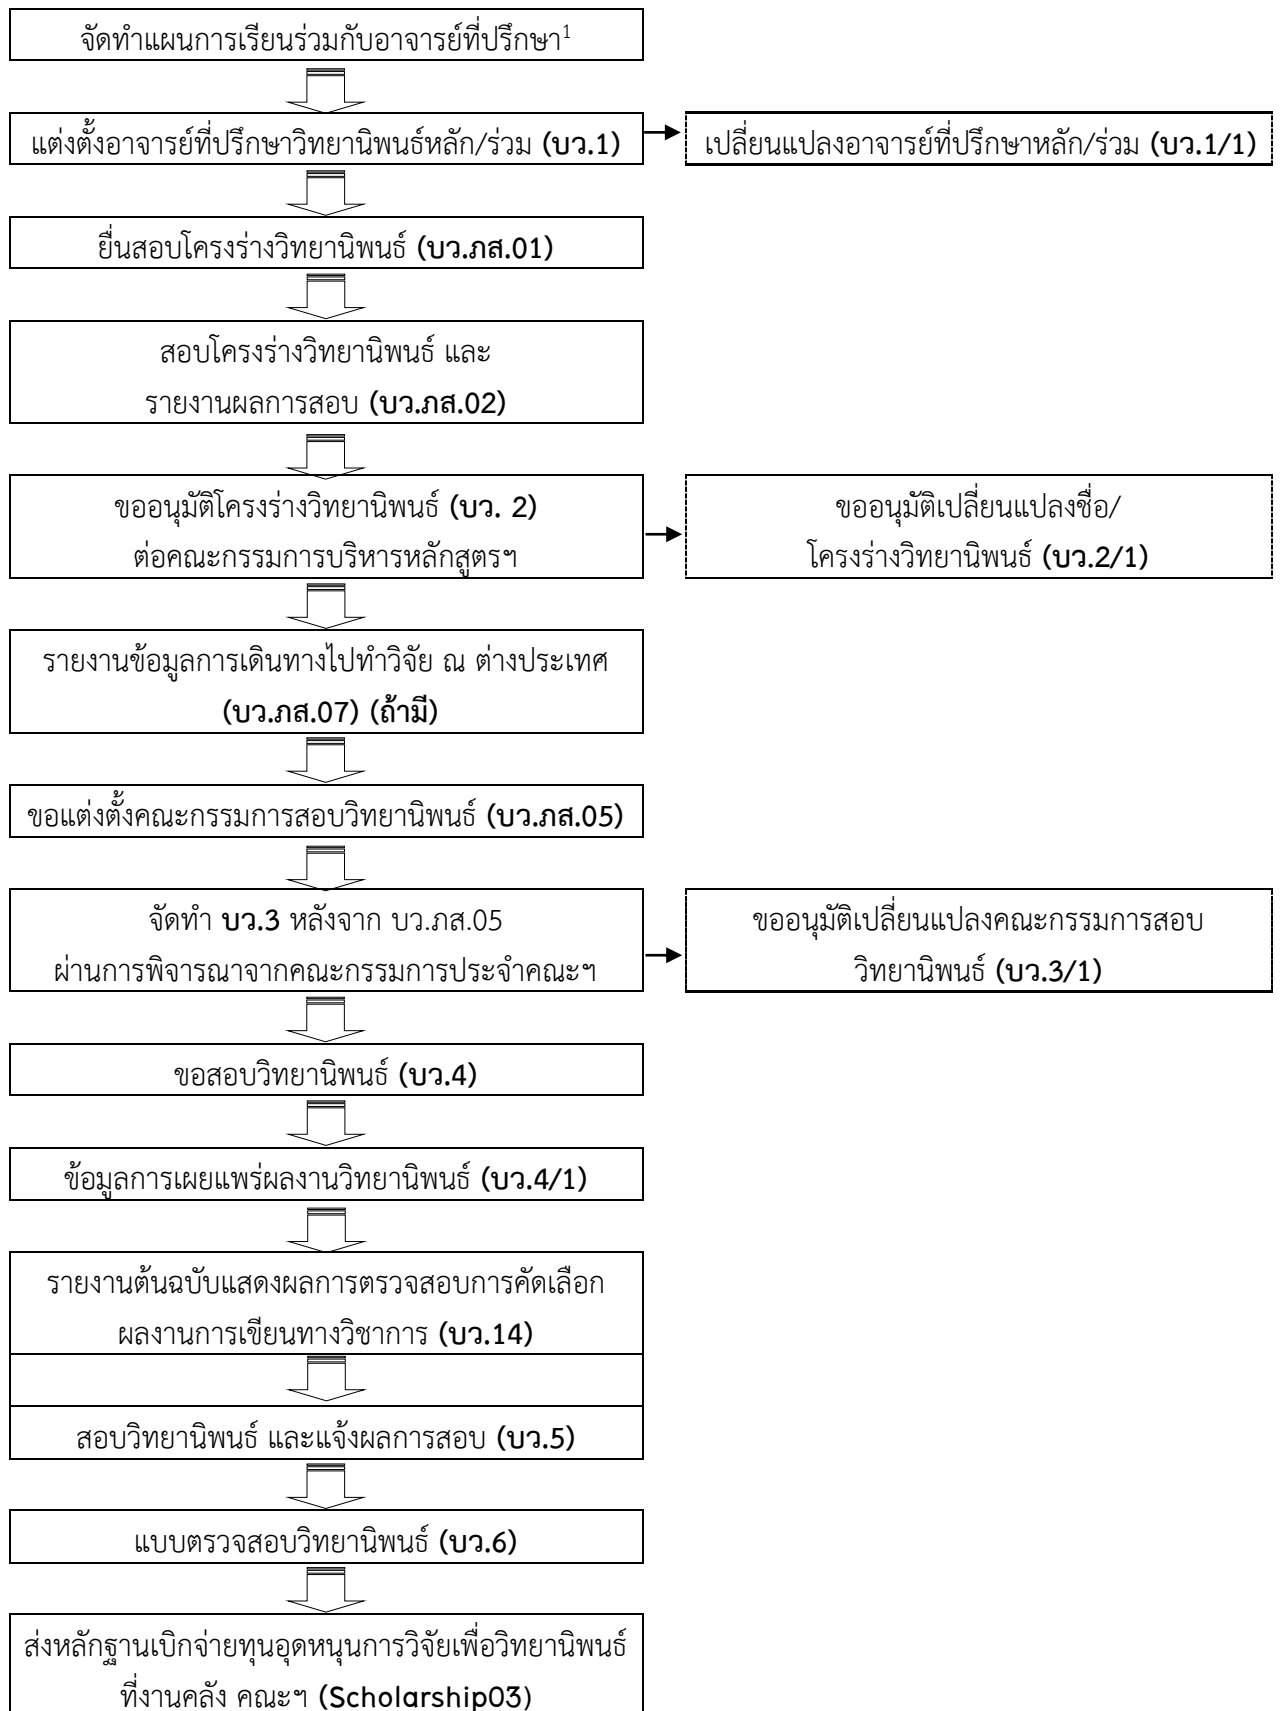 จัดทำแผนการเรียนร่วมกับอาจารย์ที่ปรึกษา1
แต่งตั้งอาจารย์ที่ปรึกษาวิทยานิพนธ์หลัก/ร่วม (บว.1)
เปลี่ยนแปลงอาจารย์ที่ปรึกษาหลัก/ร่วม (บว.1/1)
ยื่นสอบโครงร่างวิทยานิพนธ์ (บว.ภส.01)
สอบโครงร่างวิทยานิพนธ์ และ
รายงานผลการสอบ (บว.ภส.02)
ขออนุมัติโครงร่างวิทยานิพนธ์ (บว. 2)
ต่อคณะกรรมการบริหารหลักสูตรฯ
ขออนุมัติเปลี่ยนแปลงชื่อ/
โครงร่างวิทยานิพนธ์ (บว.2/1)
รายงานข้อมูลการเดินทางไปทำวิจัย ณ ต่างประเทศ
(บว.ภส.07) (ถ้ามี)
ขอแต่งตั้งคณะกรรมการสอบวิทยานิพนธ์ (บว.ภส.05)
จัดทำ บว.3 หลังจาก บว.ภส.05
ผ่านการพิจารณาจากคณะกรรมการประจำคณะฯ
ขออนุมัติเปลี่ยนแปลงคณะกรรมการสอบ
วิทยานิพนธ์ (บว.3/1)
ขอสอบวิทยานิพนธ์ (บว.4)
ข้อมูลการเผยแพร่ผลงานวิทยานิพนธ์ (บว.4/1)
รายงานต้นฉบับแสดงผลการตรวจสอบการคัดเลือก
ผลงานการเขียนทางวิชาการ (บว.14)
สอบวิทยานิพนธ์ และแจ้งผลการสอบ (บว.5)
แบบตรวจสอบวิทยานิพนธ์ (บว.6)
ส่งหลักฐานเบิกจ่ายทุนอุดหนุนการวิจัยเพื่อวิทยานิพนธ์
ที่งานคลัง คณะฯ (Scholarship03)